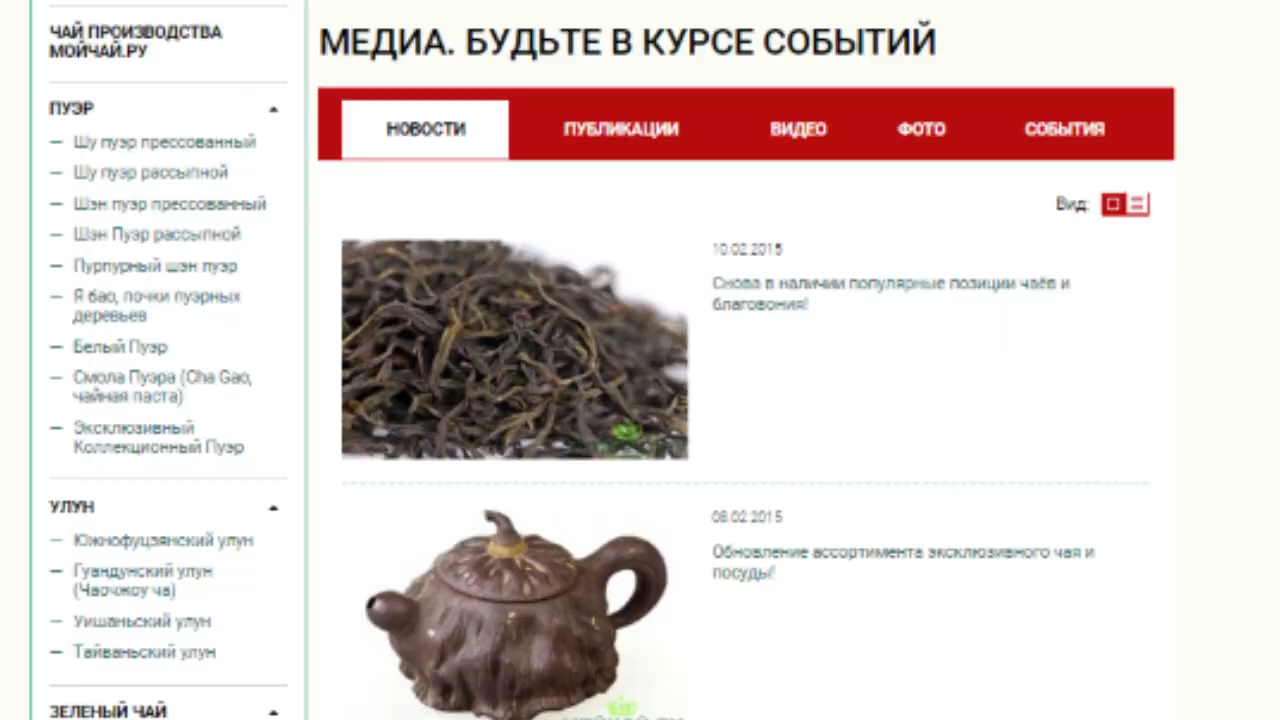 ЧАЙ ПРОИЗВОДСТВА
МОЙЧАЙ.РУ
ПУЭР
— Шу пуэр прессованный
— Шу пуэр рассыпной
— Шэн пуэр прессованный
— Шэн Пуэр рассыпной
— Пурпурный шэн пуэр
— Я бао, почки пуэрных
деревьев
— Белый Пуэр
— Смола Пуэра (Cha Gao,
чайная паста)
— Эксклюзивный
Коллекционный Пуэр
УЛУН
— Южнофуцзянский улун
— Гуандунский улун
(Чаочжоу ча)
— Уишаньский улун
— Тайваньский улун
ЗЕЛЕНЫЙ ЧАЙ
МЕДИА. БУДЬТЕ В КУРСЕ СОБЫТИЙ
НОВОСТИ ПУБЛИКАЦИИ ВИДЕО ФОТО СОБЫТИЯ
Вид:
10.02.2015
Снова в наличии популярные позиции чаёв и
благовония!
06.02.2015
Обновление ассортимента эксклюзивного чая и
посуды!